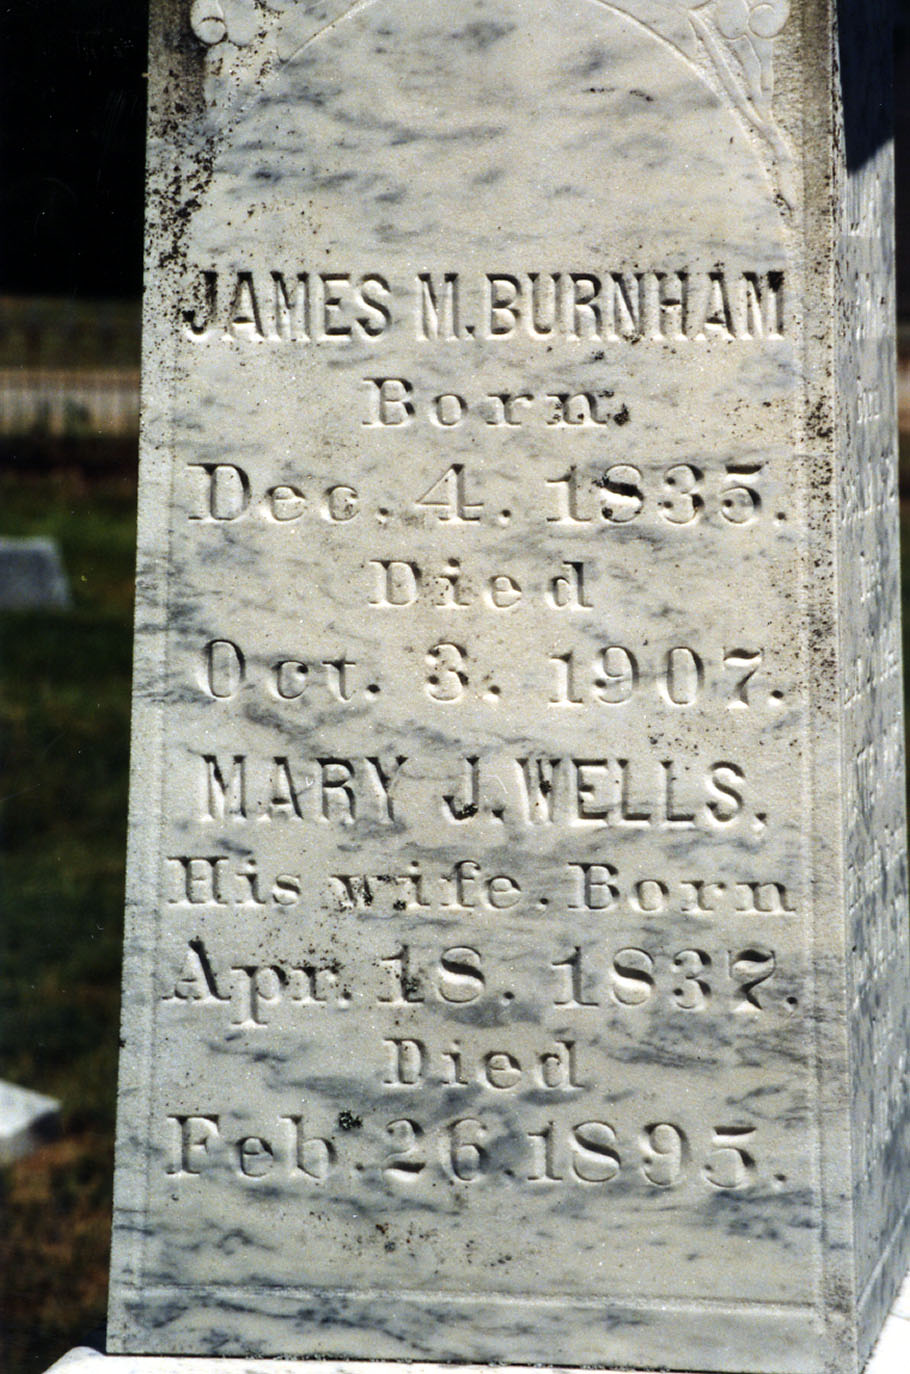 JAMES M. BURNHAM
Born.
Dec. 4. 1835.
Died
Oct. 3. 1907.
MARY J. WELLS.
His wife. Born
Apr. 18. 1837.
Died
Feb. 26. 1895.